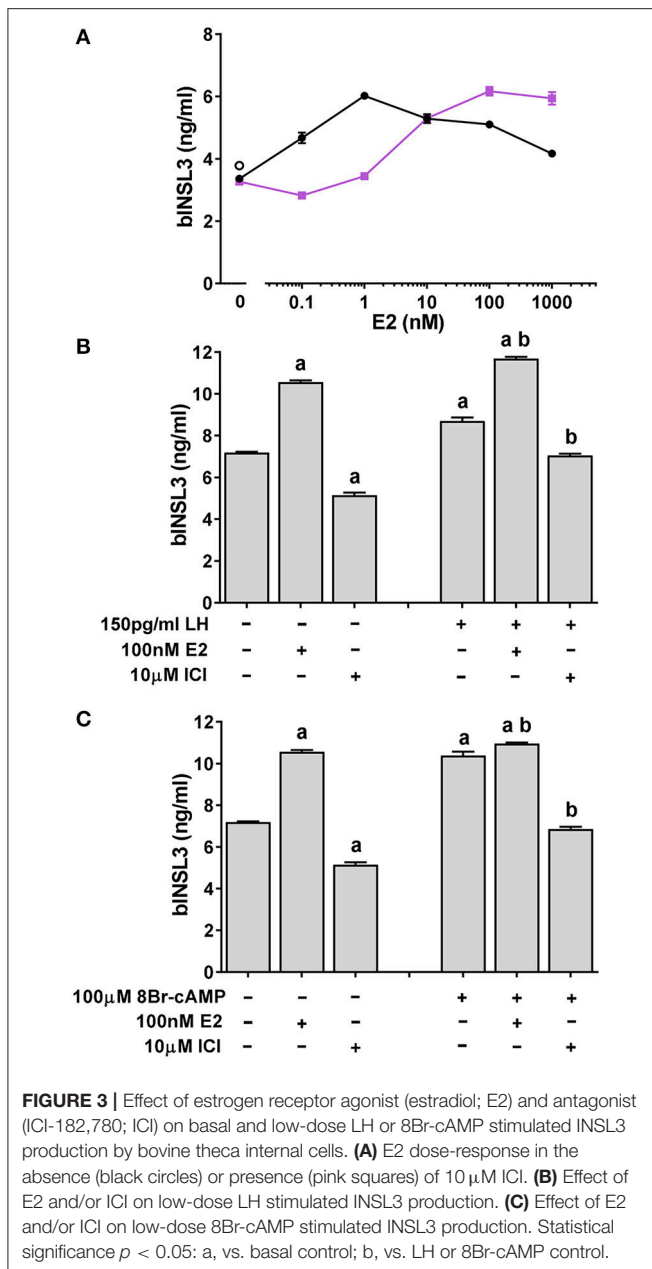 A
bINSL3 (ng/ml)
8
6
4
2
0
0 0.1 1 10 100 1000
E2 (nM)
B
bINSL3 (ng/ml)
12
10
8
6
4
2
0
a a a a b b
150pg/ml LH – – – + + +
100nM E2 – + – – + –
10μM ICI – – + – – +
C
bINSL3 (ng/ml)
12
10
8
6
4
2
0
a a a a b b
100μM 8Br-cAMP – – – + + +
100nM E2 – + – – + –
10μM ICI – – + – – +
FIGURE 3 | Effect of estrogen receptor agonist (estradiol; E2) and antagonist
(ICI-182,780; ICI) on basal and low-dose LH or 8Br-cAMP stimulated INSL3
production by bovine theca internal cells. (A) E2 dose-response in the
absence (black circles) or presence (pink squares) of 10 μM ICI. (B) Effect of
E2 and/or ICI on low-dose LH stimulated INSL3 production. (C) Effect of E2
and/or ICI on low-dose 8Br-cAMP stimulated INSL3 production. Statistical
significance p < 0.05: a, vs. basal control; b, vs. LH or 8Br-cAMP control.